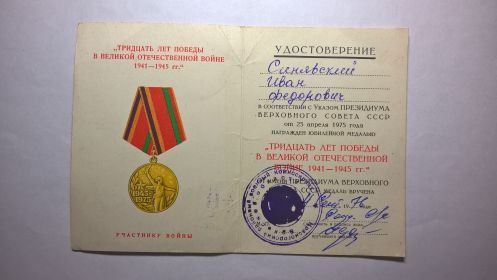 „ТРИДЦАТЬ ЛЕТ ПОБЕДЫ
В ВЕЛИКОЙ ОТЕЧЕСТВЕННОЙ ВОЙНЕ
1941—1945 гг.“
УЧАСТНИКУ ВОЙНЫ
УДОСТОВЕРЕНИЕ
Синявский
Иван
Федорович
В СООТВЕТСТВИИ С УКАЗОМ ПРЕЗИДИУМА
ВЕРХОВНОГО СОВЕТА СССР
от 25 апреля 1975 года
НАГРАЖДЕН ЮБИЛЕЙНОЙ МЕДАЛЬЮ
„ТРИДЦАТЬ ЛЕТ ПОБЕДЫ
В ВЕЛИКОЙ ОТЕЧЕСТВЕННОЙ
ВОЙНЕ 1941—1945 гг.“
ПРЕЗИДИУМА ВЕРХОВНОГО
СССР МЕДАЛЬ ВРУЧЕНА